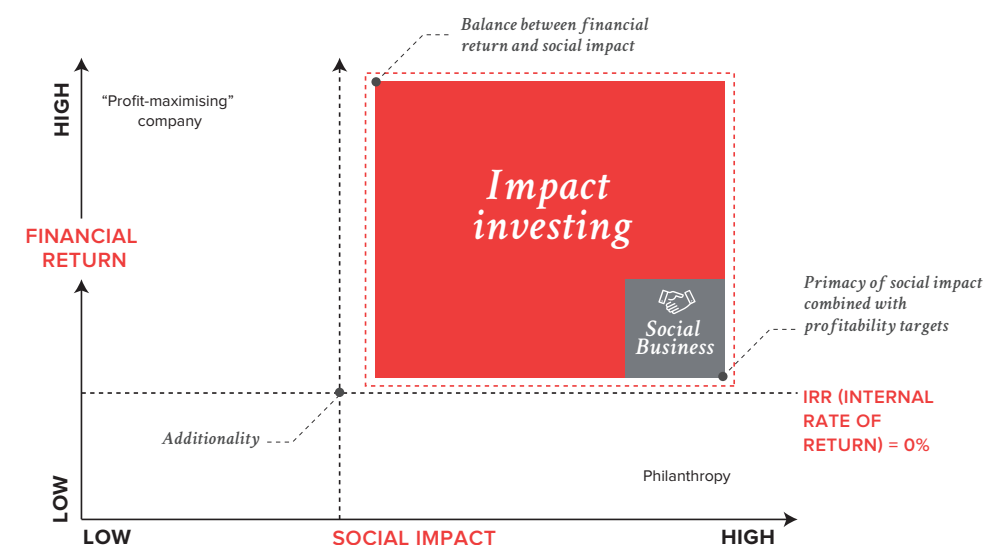 Balance between financial
return and social impact
HIGH
“Profit-maximising”
company
Impact
investing
FINANCIAL
RETURN
Primacy of social impact
combined with
profitability targets
Social
Business
IRR (INTERNAL
RATE OF
RETURN) = 0%
Additionality
Philanthropy
LOW
LOW
SOCIAL IMPACT
HIGH